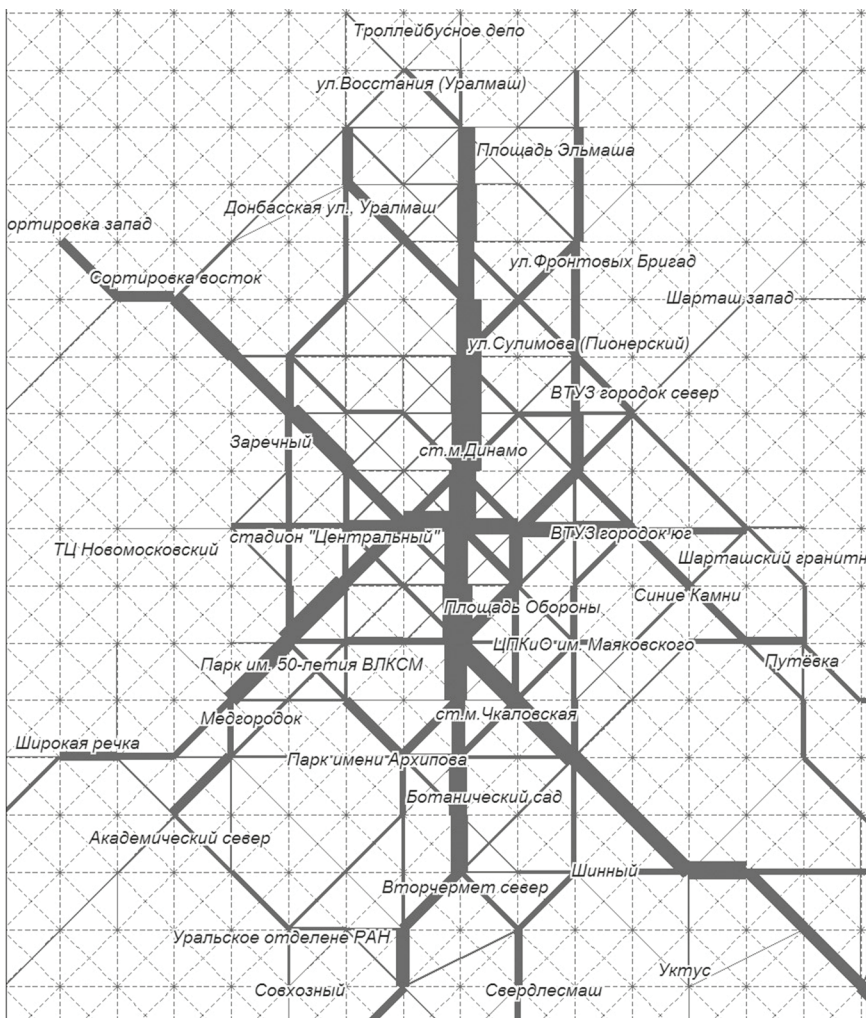 Троллейбусное депо
ул.Восстания (Уралмаш)
Площадь Эльмаша
Донбасская ул., Уралмаш
ортировка запад
ул.Фронтовых Бригад
Сортировка восток
Шарташ запад
ул.Сулимова (Пионерский)
ВТУЗ городок север
Заречный
ст.м.Динамо
стадион "Центральный"
ВТУЗ городок юг
ТЦ Новомосковский
Шарташский гранитн
Синие Камни
Площадь Обороны
ЦПКиО им. Маяковского
Парк им. 50-летия ВЛКСМ
Путёвка
Медгородок
ст.м.Чкаловская
Широкая речка
Парк имени Архипова
Ботанический сад
Академический север
Шинный
Вторчермет север
Уральское отделене РАН
Уктус
Совхозный
Свердлесмаш